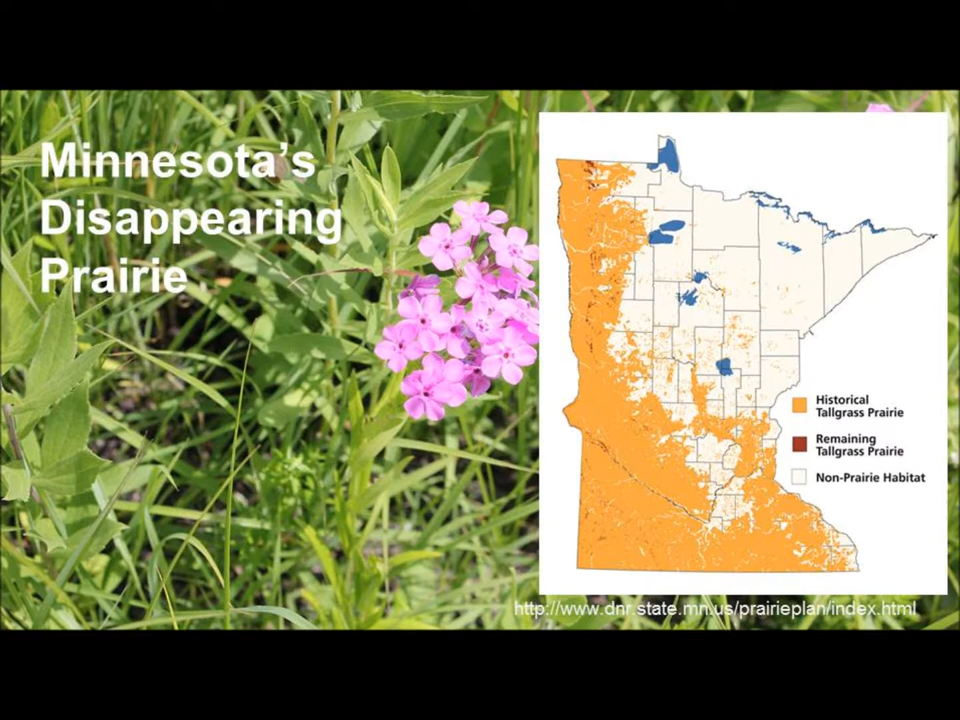 Minnesota's
Disappearing
Prairie
Historical
Tallgrass Prairie
Remaining
Tallgrass Prairie
Non-Prairie Habitat
http://www.dnr.state.mn.us/prairieplan/index.html